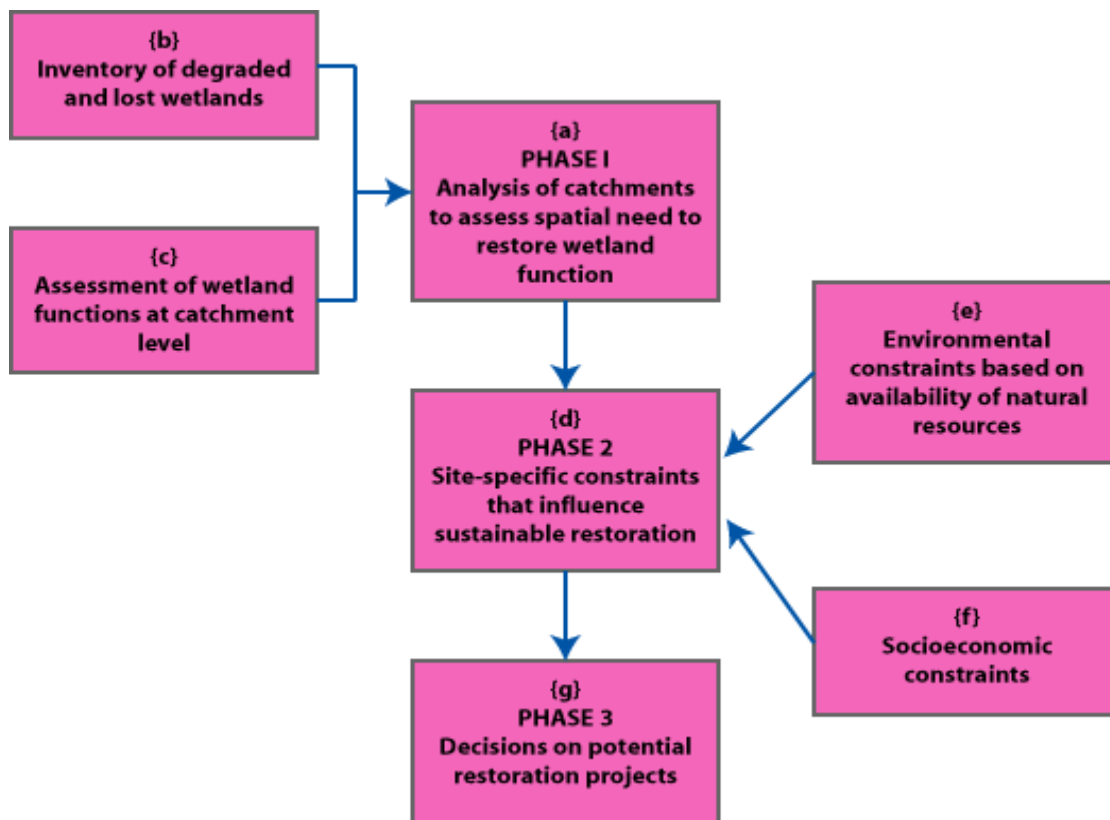 {b}
Inventory of degraded
and lost wetlands
{a}
PHASE I
Analysis of catchments
to assess spatial need to
restore wetland
function
{c}
Assessment of wetland
functions at catchment
level
{e}
Environmental
constraints based on
availability of natural
resources
{d}
PHASE 2
Site-specific constraints
that influence
sustainable restoration
{f}
Socioeconomic
constraints
{g}
PHASE 3
Decisions on potential
restoration projects